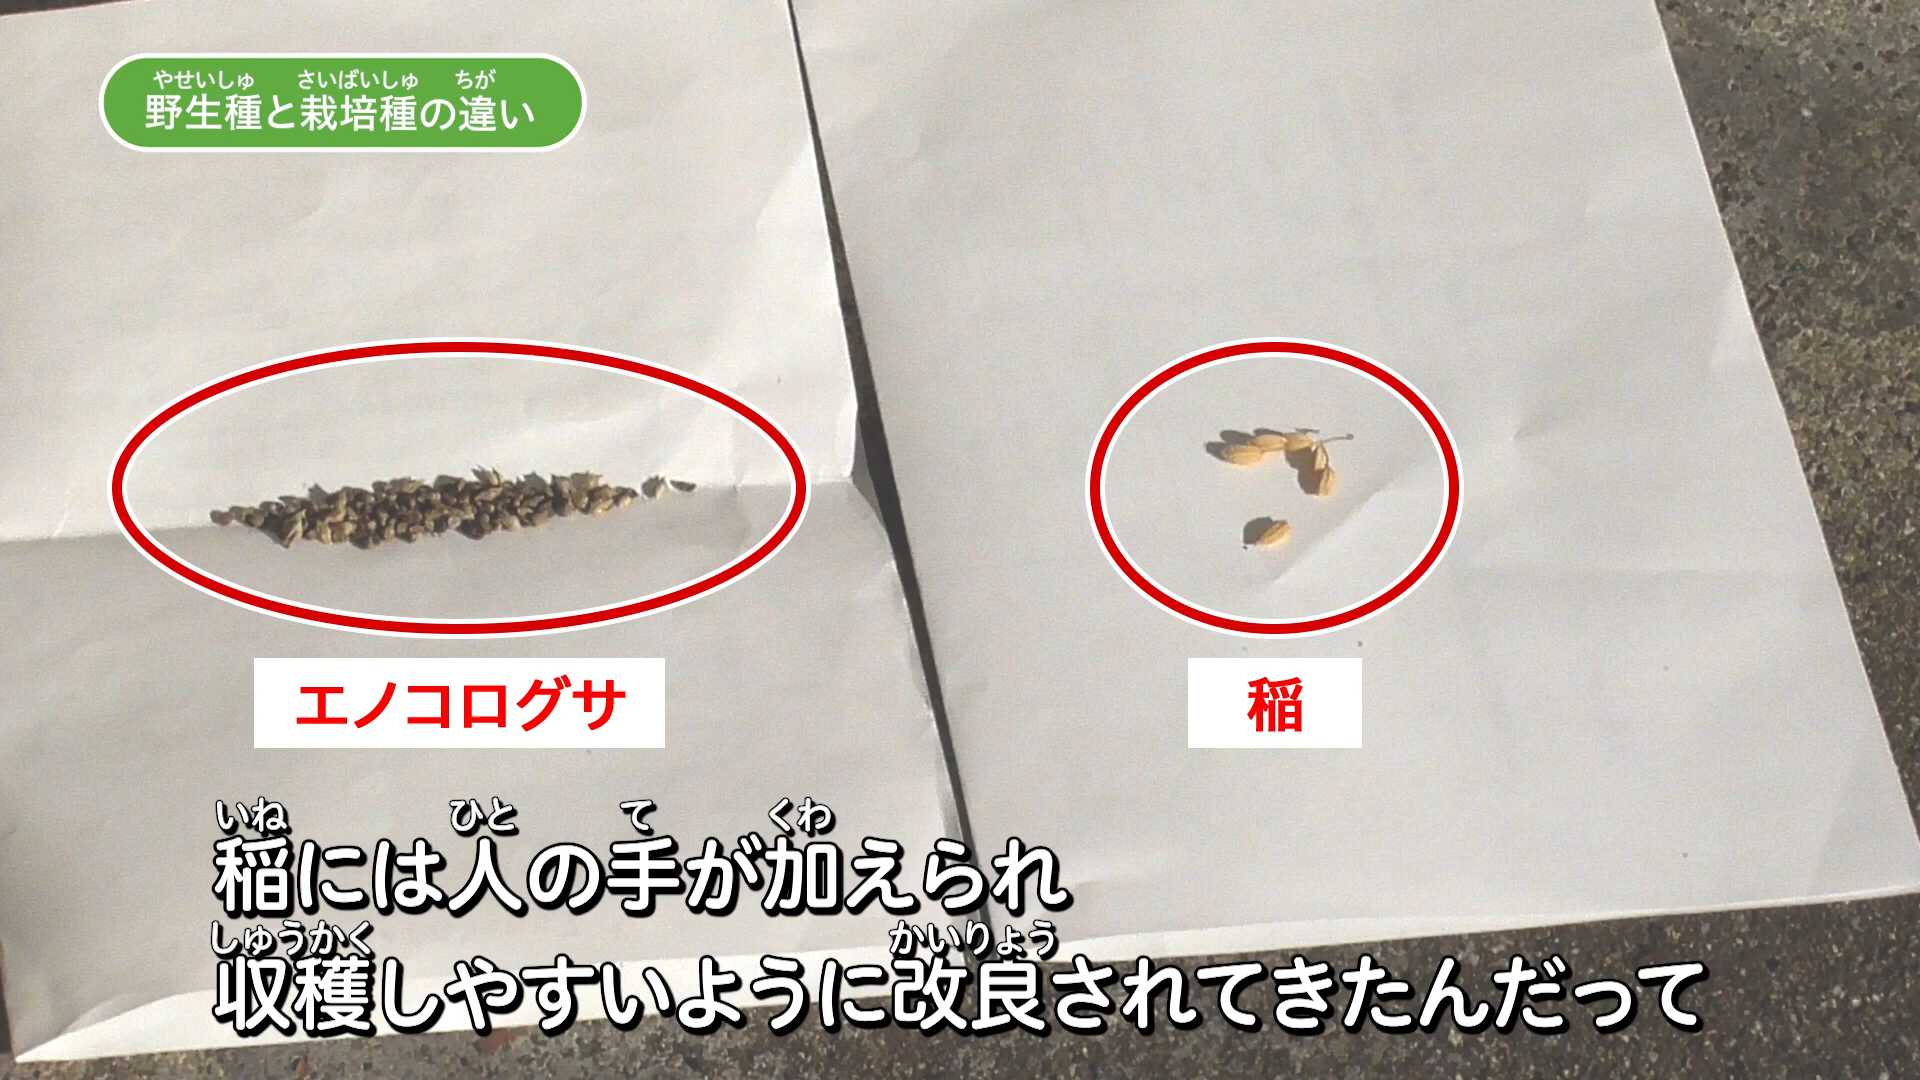 やせいしゅ さいばいしゅ ちが
野生種と栽培種の違い
エノコログサ
稲
いね ひと て くわ
稲には人の手が加えられ
しゅうかく かいりょう
収穫しやすいように改良されてきたんだって